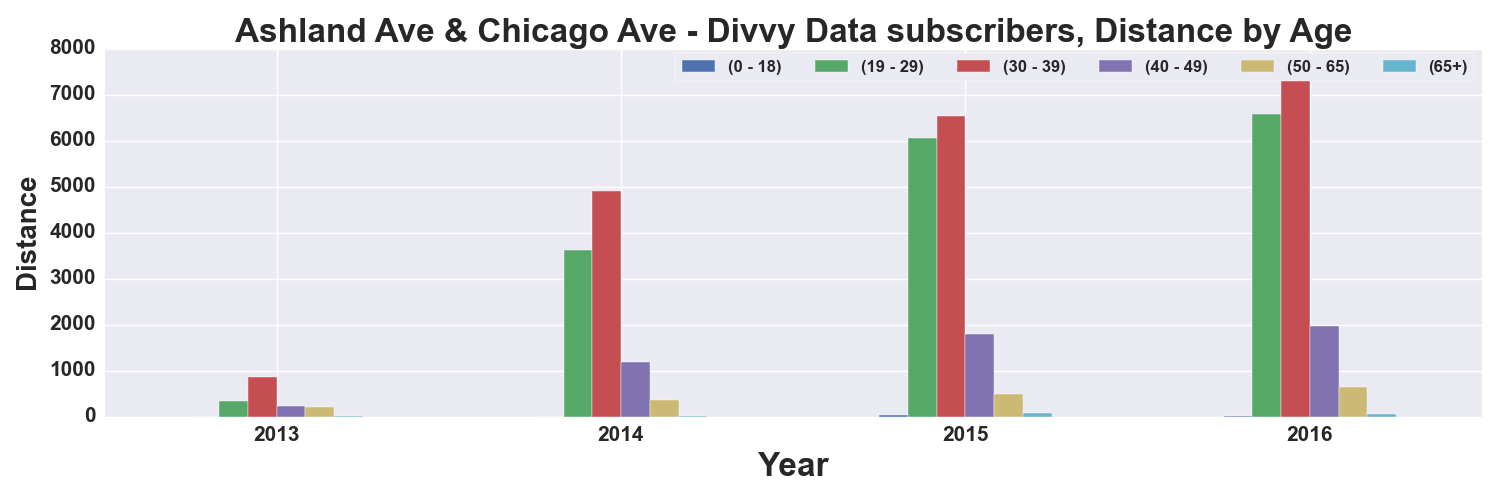 Ashland Ave & Chicago Ave - Divvy Data subscribers, Distance by Age
(0 - 18) (19 - 29) (30 - 39) (40 - 49) (50 - 65) (65+)
8000
7000
6000
5000
4000
3000
2000
1000
0
Distance
2013 2014 2015 2016
Year